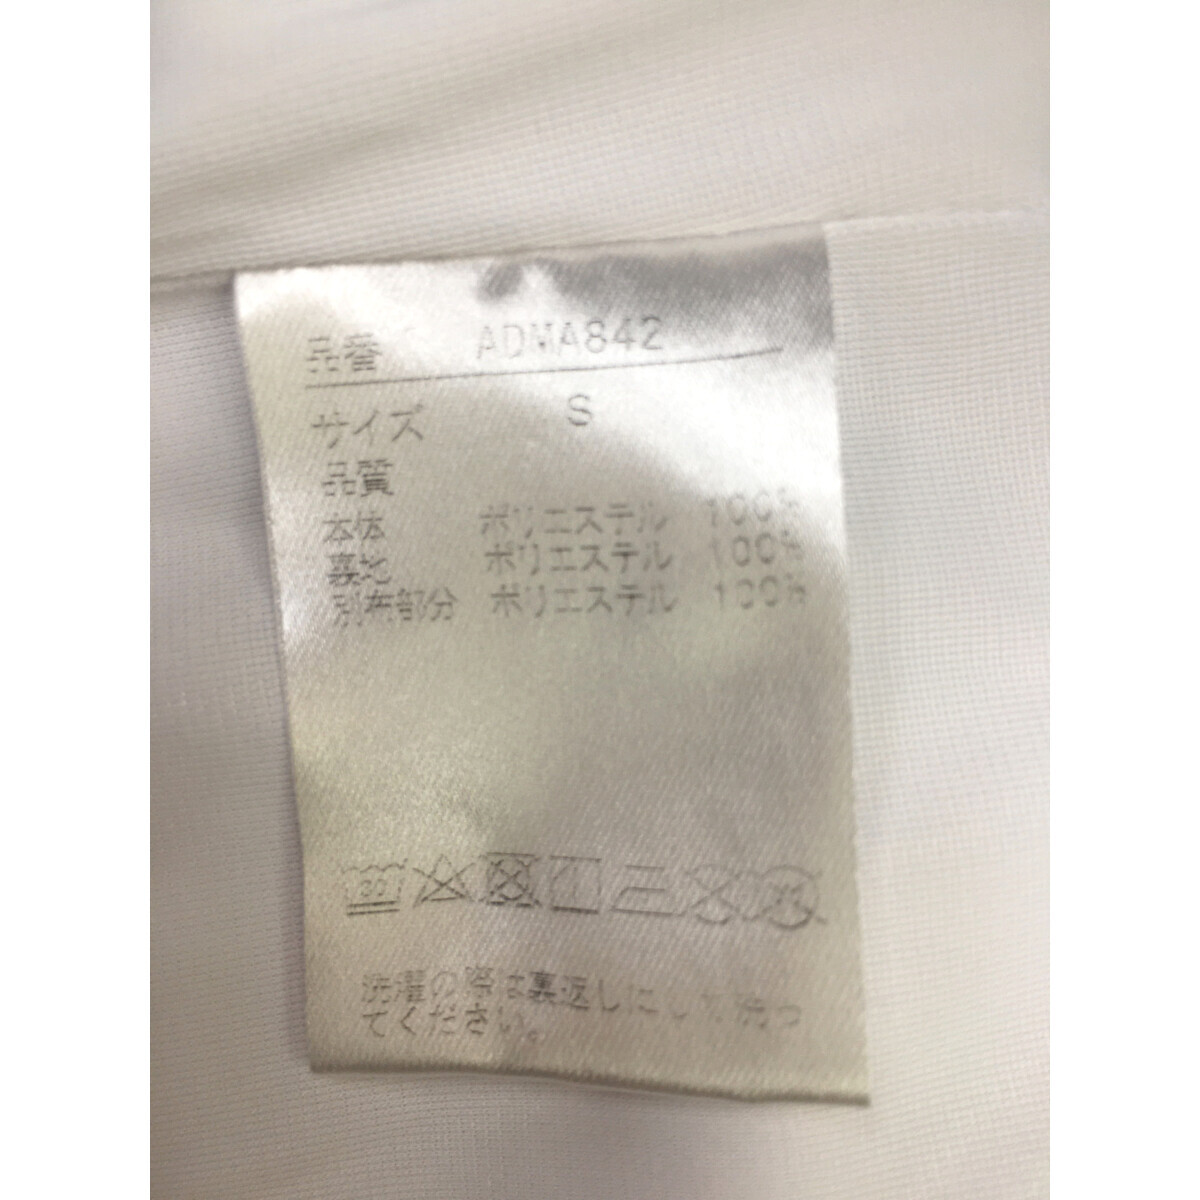 品番 ADMA842
サイズ S
品質
本体 ポリエステル 100%
裏地 ポリエステル 100%
別布部分 ポリエステル 100%
洗濯の際は裏返しにして洗っ
てください。